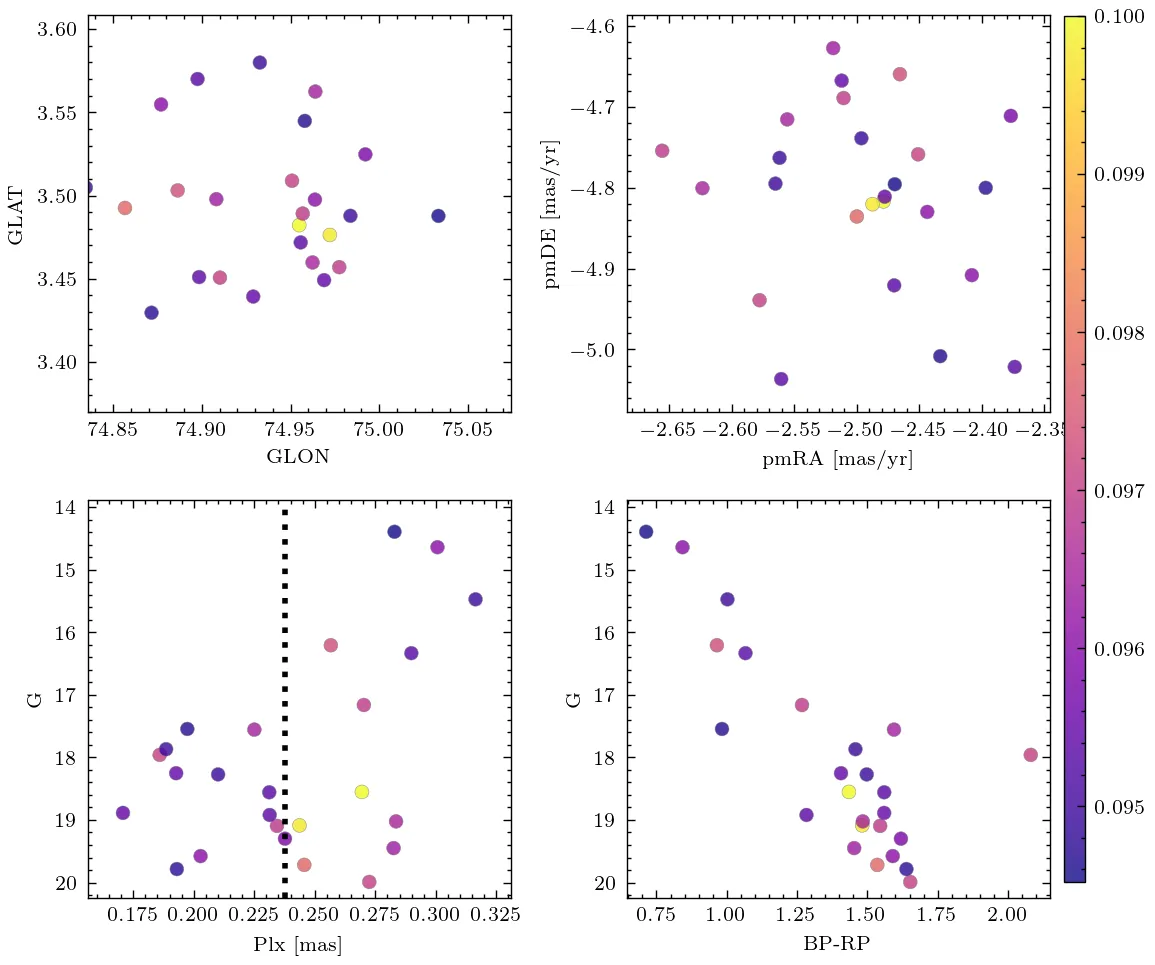 3.60
3.55
3.50
3.45
3.40
GLAT
74.85 74.90 74.95 75.00 75.05
GLON
−4.6
−4.7
−4.8
−4.9
−5.0
pmDE [mas/yr]
−2.65 −2.60 −2.55 −2.50 −2.45 −2.40 −2.35
pmRA [mas/yr]
0.100
0.099
0.098
0.097
0.096
0.095
14
15
16
17
18
19
20
G
0.175 0.200 0.225 0.250 0.275 0.300 0.325
Plx [mas]
14
15
16
17
18
19
20
G
0.75 1.00 1.25 1.50 1.75 2.00
BP-RP